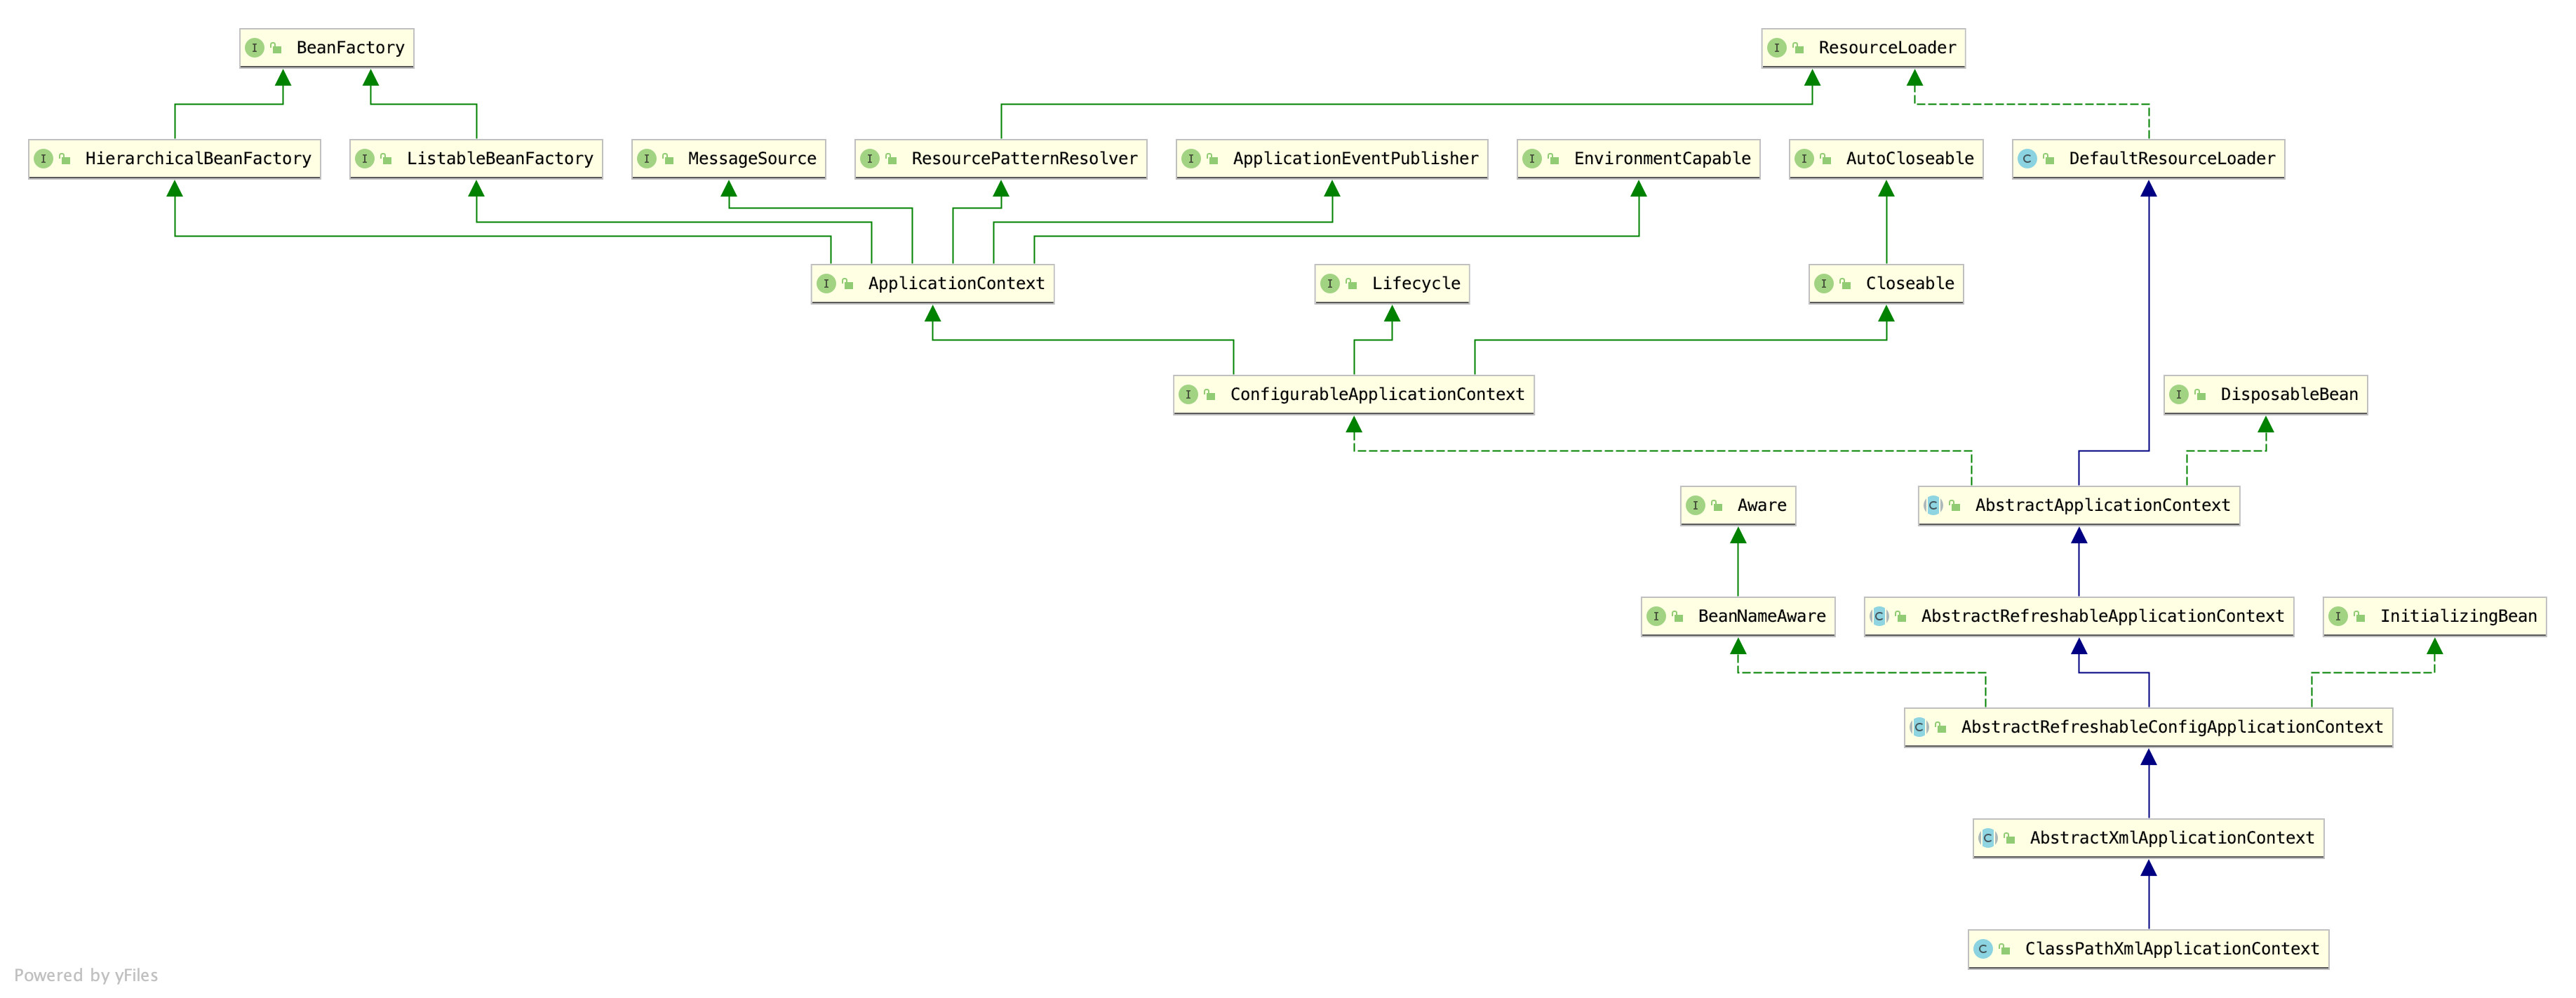 BeanFactory
ResourceLoader
HierarchicalBeanFactory
ListableBeanFactory
MessageSource
ResourcePatternResolver
ApplicationEventPublisher
EnvironmentCapable
AutoCloseable
DefaultResourceLoader
ApplicationContext
Lifecycle
Closeable
ConfigurableApplicationContext
DisposableBean
Aware
AbstractApplicationContext
BeanNameAware
AbstractRefreshableApplicationContext
InitializingBean
AbstractRefreshableConfigApplicationContext
AbstractXmlApplicationContext
ClassPathXmlApplicationContext
Powered by yFiles